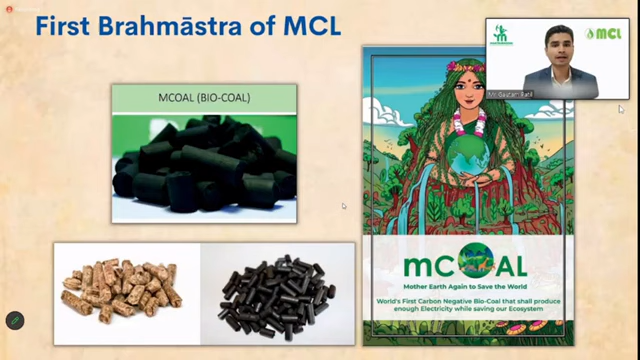 First Brahmāstra of MCL
MCL
MCOAL (BIO-COAL)
mCOAL
Mother Earth Again to Save the World
World's First Carbon Negative Bio-Coal that shall produce
enough Electricity while saving our Ecosystem